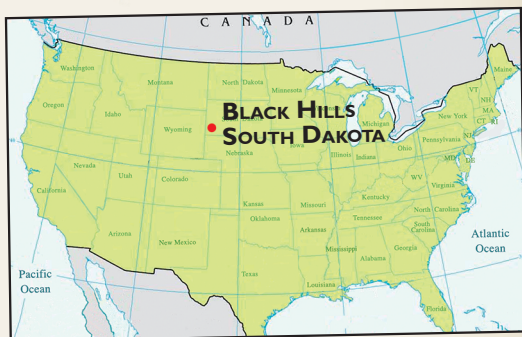 CANADA
Washington
Montana
North Dakota
Minnesota
Maine
Oregon
Idaho
Wyoming
BLACK HILLS
SOUTH DAKOTA
Michigan
New York
VT
NH
MA
CT RI
Nebraska
Iowa
Illinois Indiana
Ohio
Pennsylvania
NJ
MD DE
Nevada
Utah
Colorado
WV
Virginia
California
Kansas
Missouri
Kentucky
North Carolina
Tennessee
Oklahoma
Arkansas
South
Carolina
Arizona
New Mexico
Mississippi
Alabama
Georgia
Atlantic
Ocean
Texas
Louisiana
Florida
Pacific
Ocean